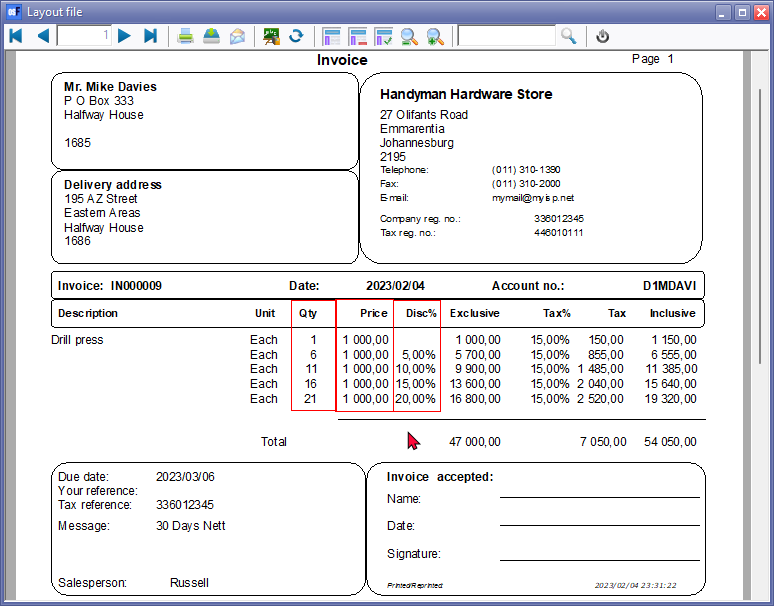 Layout file
1
Invoice
Page 1
Mr. Mike Davies
P O Box 333
Halfway House
1685
Handyman Hardware Store
27 Olifants Road
Emmarentia
Johannesburg
2195
Telephone: (011) 310-1390
Fax: (011) 310-2000
E-mail: mymail@myisp.net
Company reg. no.: 336012345
Tax reg. no.: 446010111
Delivery address
195 AZ Street
Eastern Areas
Halfway House
1686
Invoice: IN000009 Date: 2023/02/04 Account no.: D1MDAVI
Description Unit Qty Price Disc% Exclusive Tax% Tax Inclusive
Drill press Each 1 1 000,00 1 000,00 15,00% 150,00 1 150,00
Each 6 1 000,00 5,00% 5 700,00 15,00% 855,00 6 555,00
Each 11 1 000,00 10,00% 9 900,00 15,00% 1 485,00 11 385,00
Each 16 1 000,00 15,00% 13 600,00 15,00% 2 040,00 15 640,00
Each 21 1 000,00 20,00% 16 800,00 15,00% 2 520,00 19 320,00
Total 47 000,00 7 050,00 54 050,00
Due date: 2023/03/06
Your reference:
Tax reference: 336012345
Message: 30 Days Nett
Salesperson: Russell
Invoice accepted:
Name:
Date:
Signature:
Printed/Reprinted 2023/02/04 23:31:22